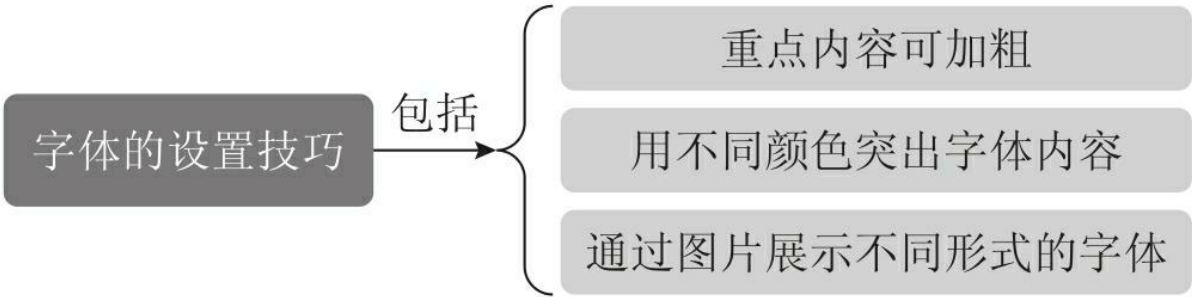 字体的设置技巧
包括
重点内容可加粗
用不同颜色突出字体内容
通过图片展示不同形式的字体